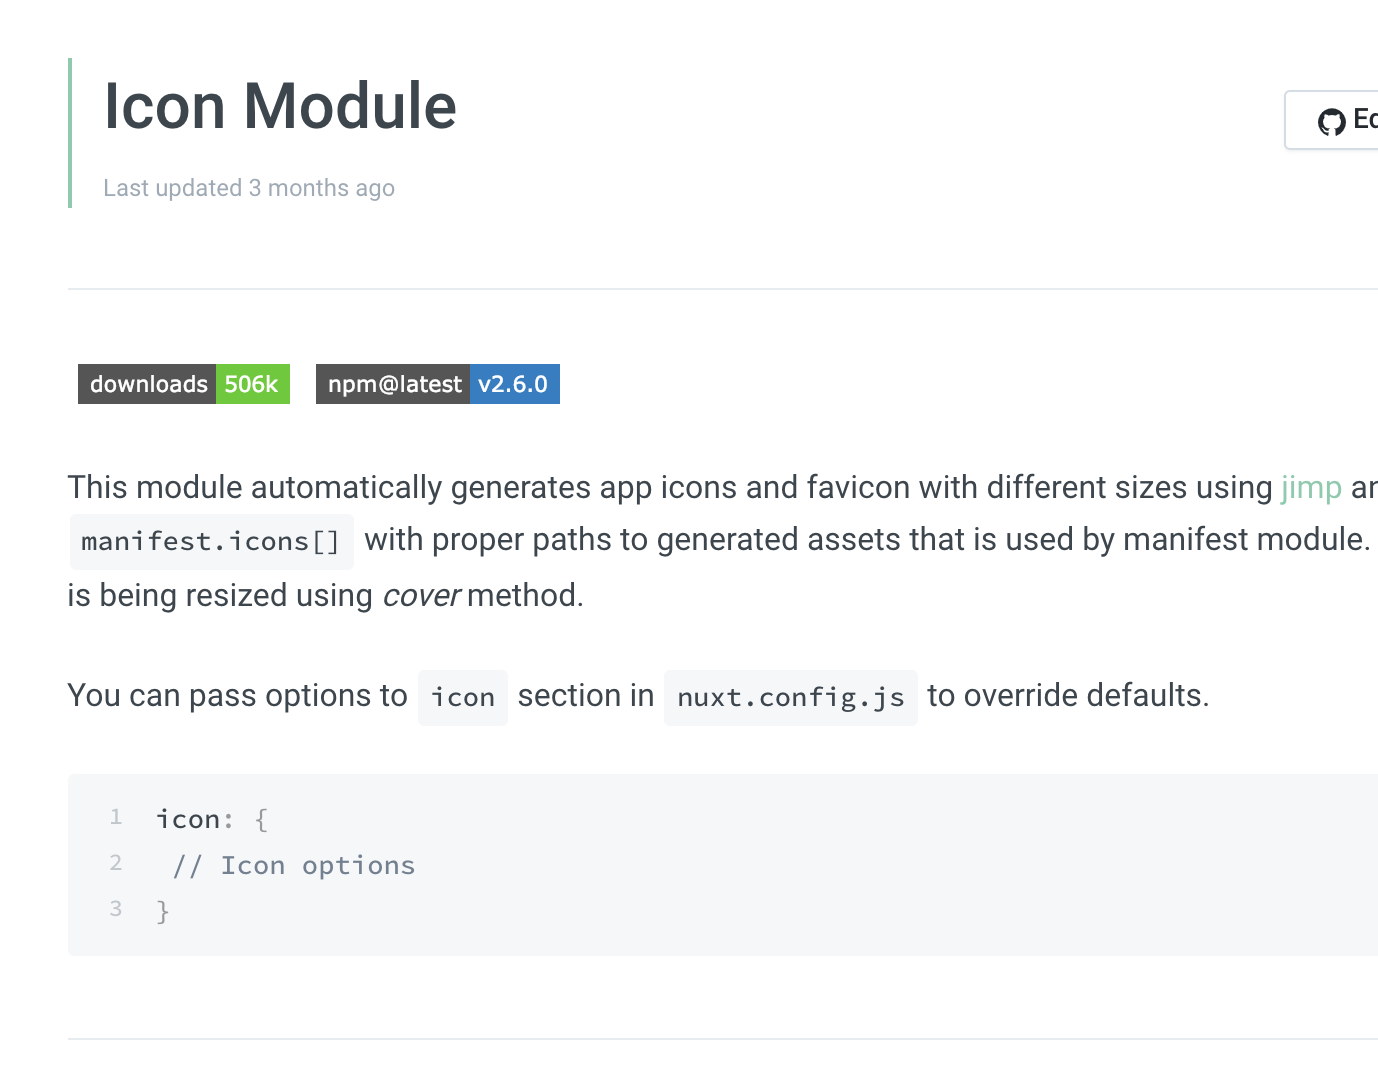 Icon Module
Ed
Last updated 3 months ago
downloads 506k npm@latest v2.6.0
This module automatically generates app icons and favicon with different sizes using jimp
manifest.icons[] with proper paths to generated assets that is used by manifest module.
is being resized using cover method.
You can pass options to icon section in nuxt.config.js to override defaults.
1 icon: {
2 // Icon options
3 }